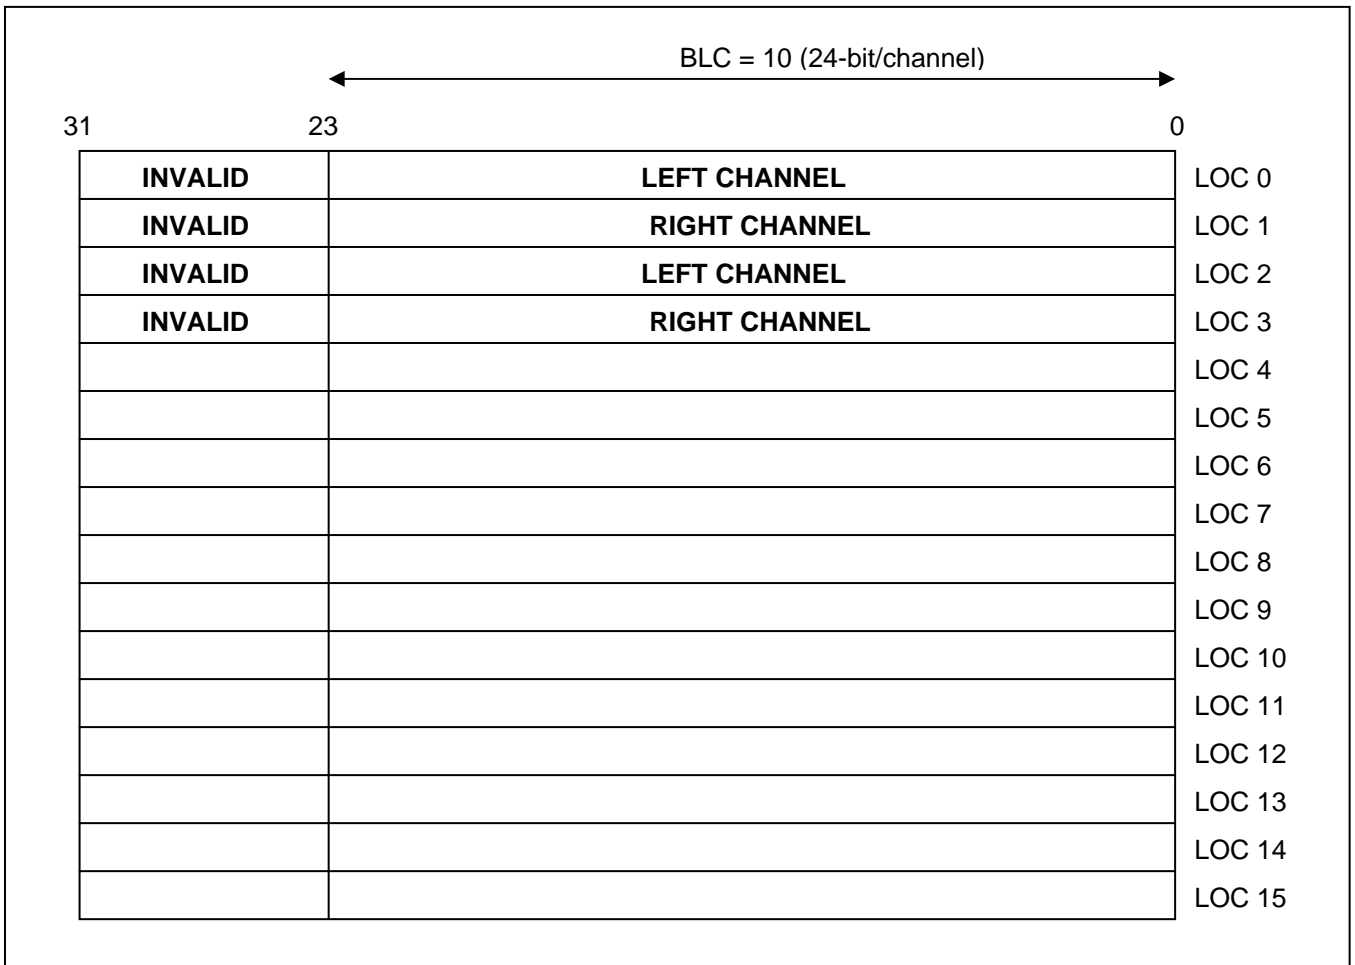 BLC = 10 (24-bit/channel)
31 23 0
INVALID LEFT CHANNEL LOC 0
INVALID RIGHT CHANNEL LOC 1
INVALID LEFT CHANNEL LOC 2
INVALID RIGHT CHANNEL LOC 3
LOC 4
LOC 5
LOC 6
LOC 7
LOC 8
LOC 9
LOC 10
LOC 11
LOC 12
LOC 13
LOC 14
LOC 15